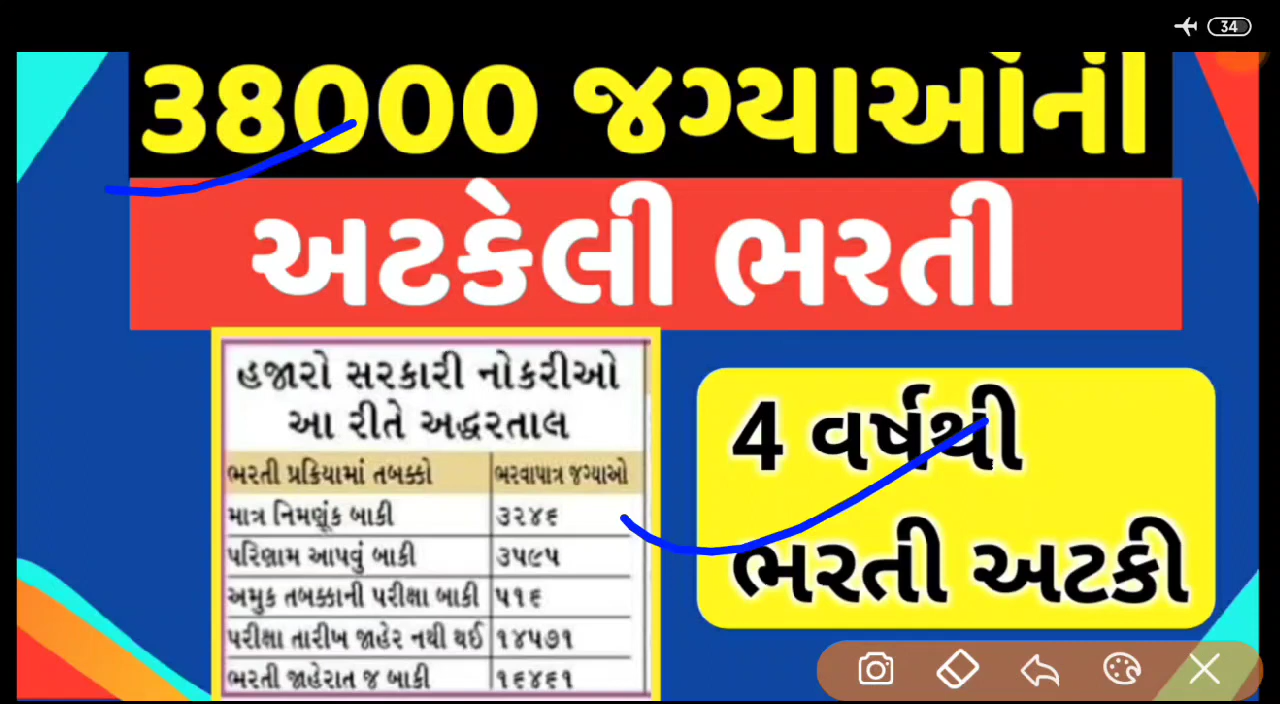 34
38000 જગ્યાઓની
અટકેલી ભરતી
હજારો સરકારી નોકરીઓ
આ રીતે અદ્ધરતાલ
ભરતી પ્રક્રિયામાં તબક્કો ભરવાપાત્ર જગ્યાઓ
માત્ર નિમણૂંક બાકી ૩૨૪૬
પરિણામ આપવું બાકી ૩૫૯૫
અમુક તબક્કાની પરીક્ષા બાકી ૫૧૬
પરીક્ષા તારીખ જાહેર નથી થઈ ૧૪૫૭૧
ભરતી જાહેરાત જ બાકી ૧૬૪૬૧
4 વર્ષથી
ભરતી અટકી